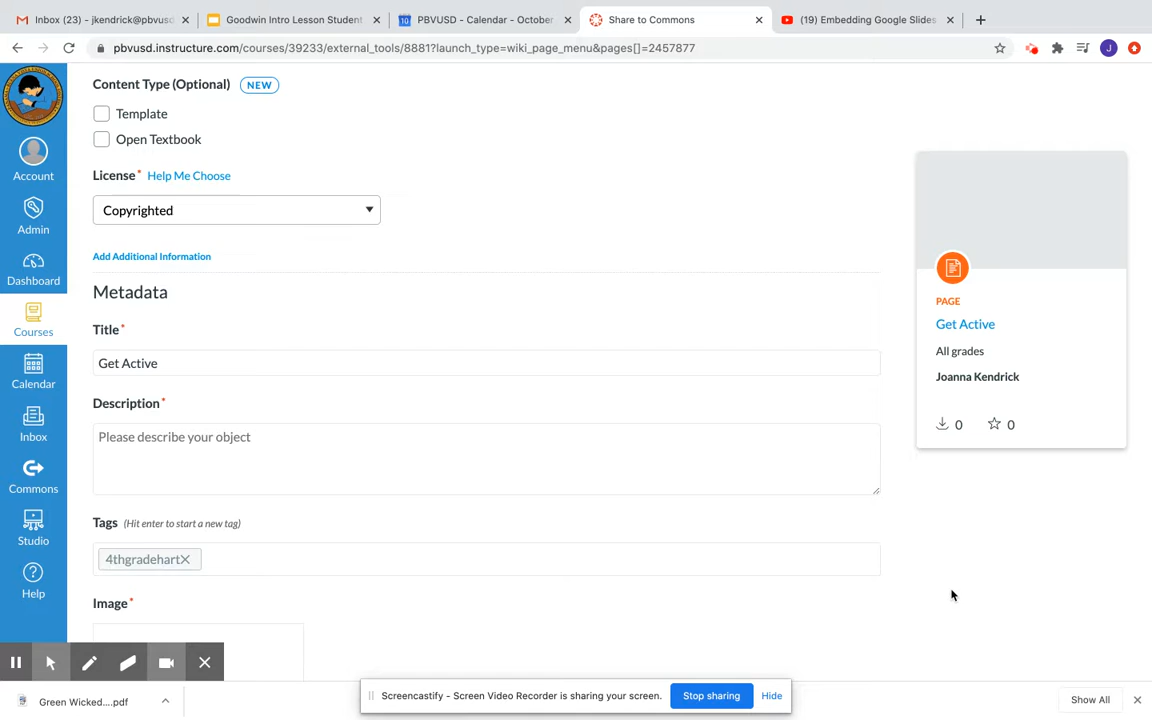 Inbox (23) - jkendrick@pbvusd
Goodwin Intro Lesson Student
10
PBVUSD - Calendar - October
Share to Commons
(19) Embedding Google Slides
pbvusd.instructure.com/courses/39233/external_tools/8881?launch_type=wiki_page_menu&pages[]=2457877
J
Account
Admin
Dashboard
Courses
Calendar
Inbox
Commons
Studio
Help
Content Type (Optional) NEW
Template
Open Textbook
License* Help Me Choose
Copyrighted
Add Additional Information
Metadata
Title*
Get Active
Description*
Please describe your object
Tags (Hit enter to start a new tag)
4thgradehart
Image*
PAGE
Get Active
All grades
Joanna Kendrick
0
0
Screencastify - Screen Video Recorder is sharing your screen.
Stop sharing
Hide
Green Wicked....pdf
Show All